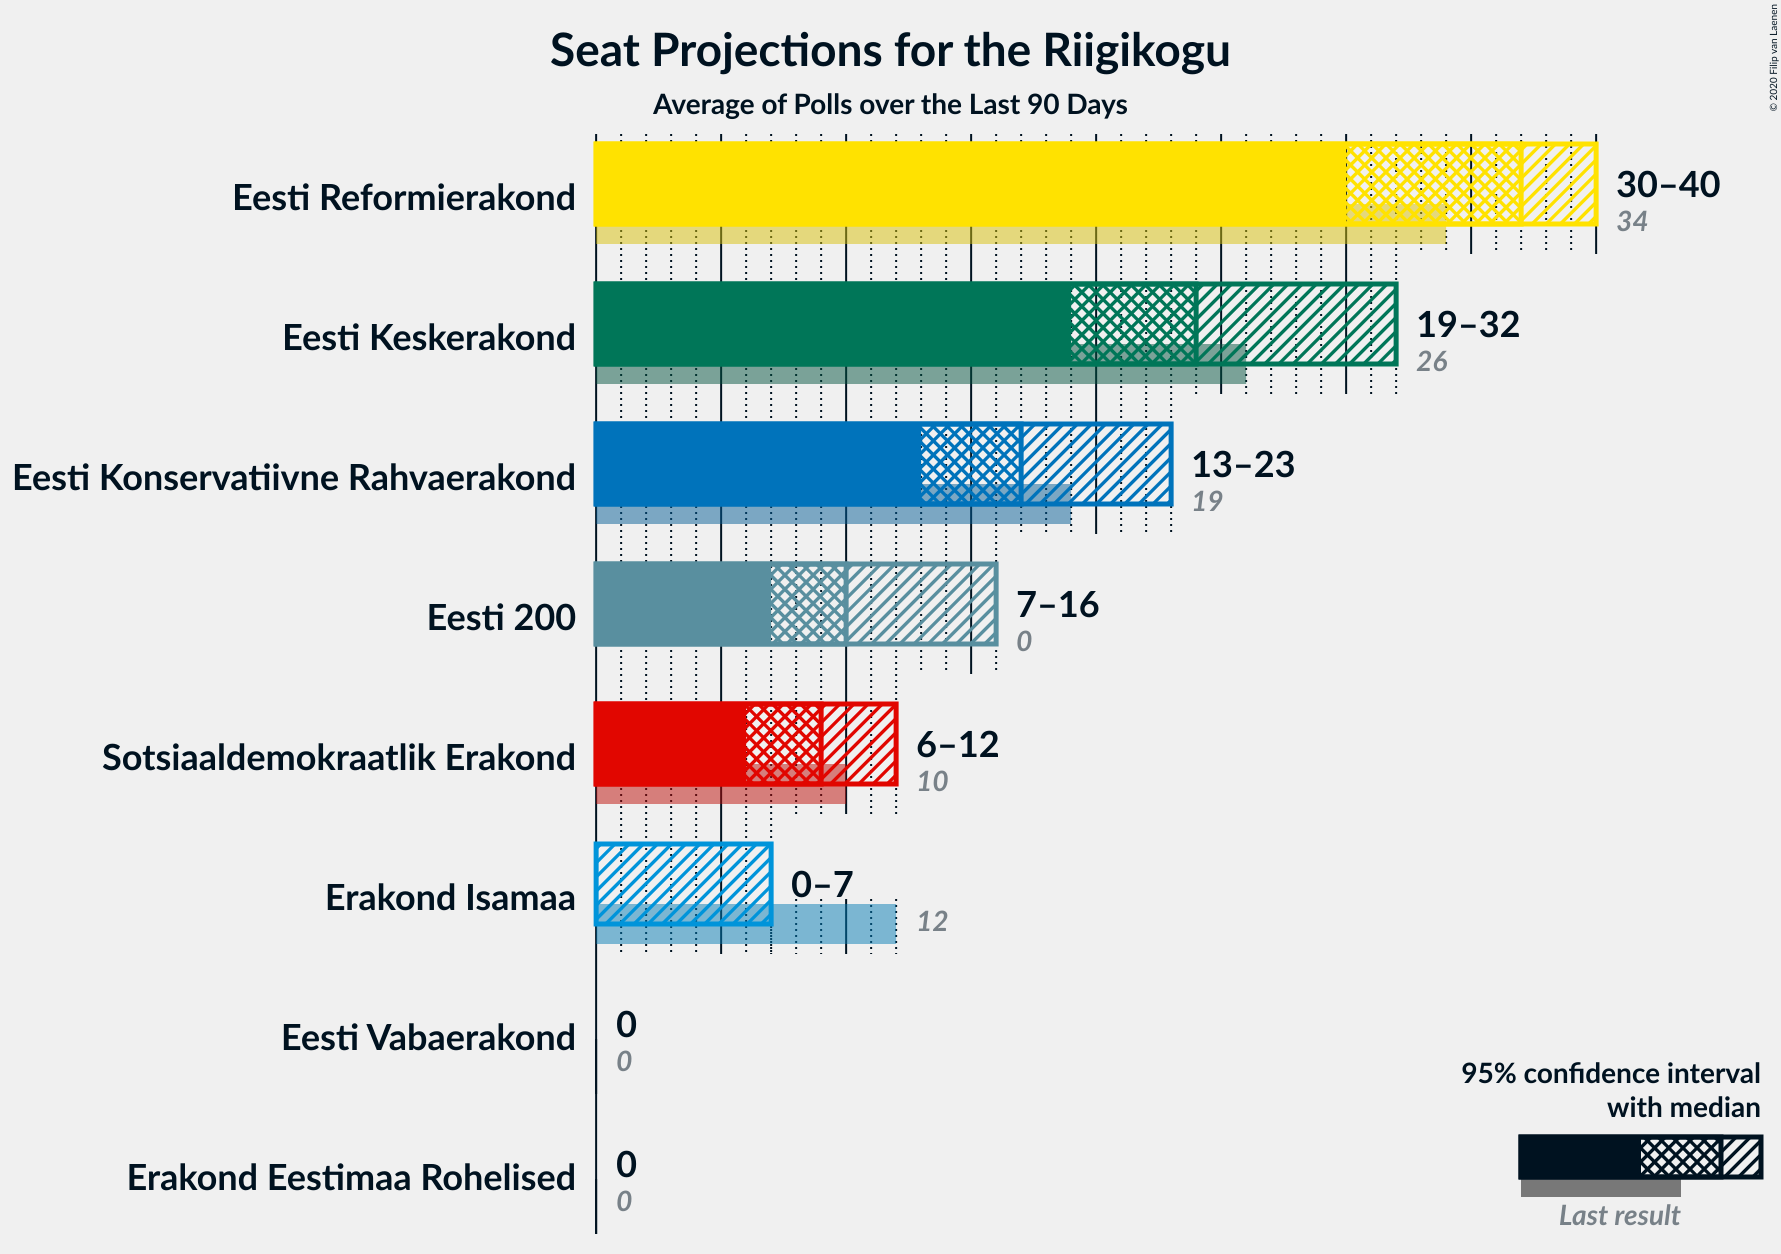 Seat Projections for the Riigikogu
Average of Polls over the Last 90 Days
© 2020 Filip van Laenen
Eesti Reformierakond
30–40
34
Eesti Keskerakond
19–32
26
Eesti Konservatiivne Rahvaerakond
13–23
19
Eesti 200
7–16
0
Sotsiaaldemokraatlik Erakond
6–12
10
Erakond Isamaa
0–7
12
Eesti Vabaerakond
0
0
Erakond Eestimaa Rohelised
0
0
95% confidence interval
with median
Last result